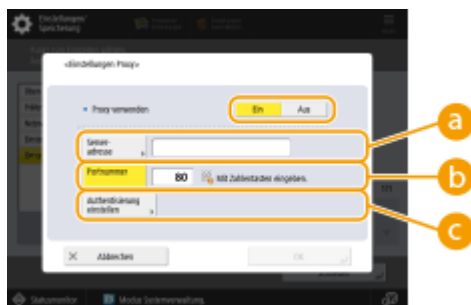 Einstellungen/
Speicherung
<Einstellungen Proxy>
Proxy verwenden
Ein
Aus
Server-
adresse
a
Portnummer
80
Mit Zahlentasten eingeben.
b
Authentisierung
einstellen
c
Abbrechen
OK
Statusmonitor
Modus Systemverwaltung.